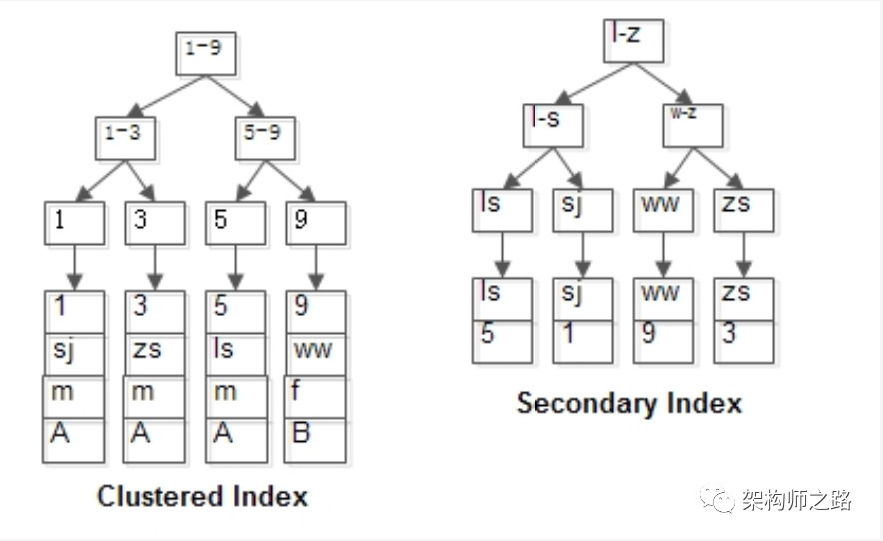 1-9
1-3
5-9
1
3
5
9
1
3
5
9
sj
zs
ls
ww
m
m
m
f
A
A
A
B
Clustered Index
l-z
l-s
w-z
ls
sj
ww
zs
ls
sj
ww
zs
5
1
9
3
Secondary Index
架构师之路